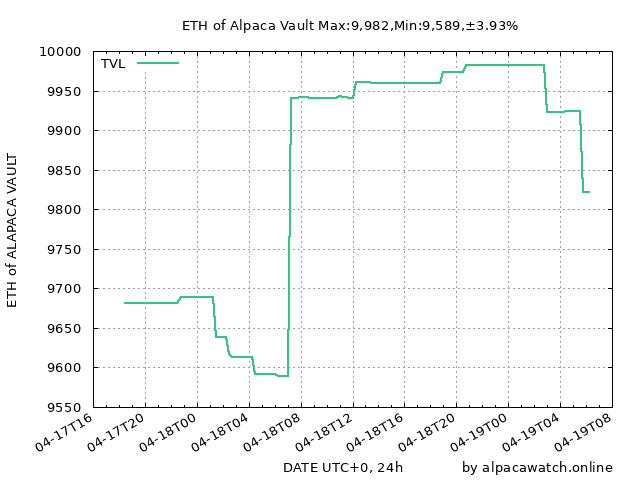 ETH of Alpaca Vault Max:9,982,Min:9,589,±3.93%
TVL
10000
9950
9900
9850
9800
9750
9700
9650
9600
9550
ETH of ALAPACA VAULT
04-17T16
04-17T20
04-18T00
04-18T04
04-18T08
04-18T12
04-18T16
04-18T20
04-19T00
04-19T04
04-19T08
DATE UTC+0, 24h
by alpacawatch.online